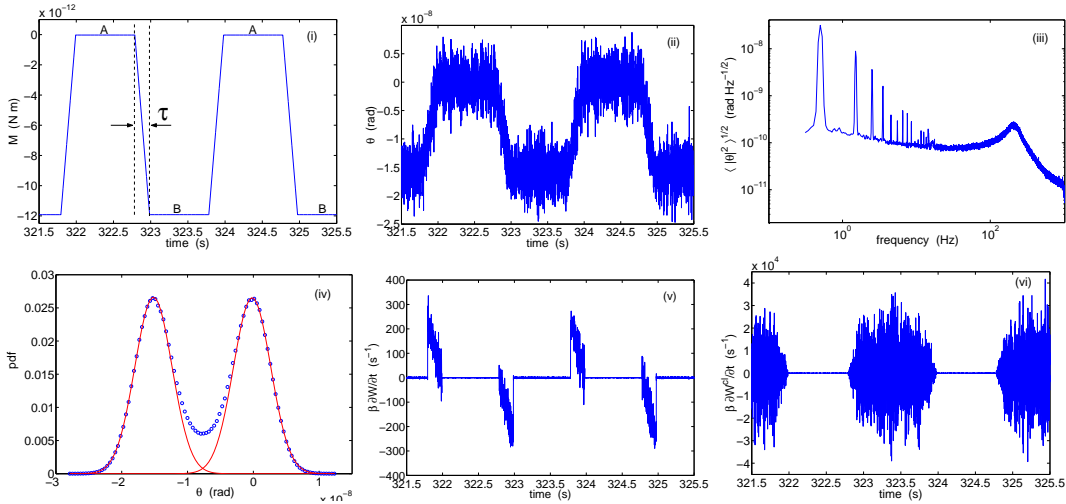 x 10⁻¹²
0
−2
−4
−6
−8
−10
−12
M (N m)
A
A
B
B
τ
(i)
321.5 322 322.5 323 323.5 324 324.5 325 325.5
time (s)
x 10⁻⁸
1
0.5
0
−0.5
−1
−1.5
−2
−2.5
θ (rad)
(ii)
321.5 322 322.5 323 323.5 324 324.5 325 325.5
time (s)
10⁻⁸
10⁻⁹
10⁻¹⁰
10⁻¹¹
⟨ |θ|² ⟩^1/2 (rad Hz^-1/2)
(iii)
10⁰ 10²
frequency (Hz)
0.03
0.025
0.02
0.015
0.01
0.005
0
pdf
(iv)
−3 −2 −1 0 1
θ (rad)
x 10⁻⁸
400
300
200
100
0
−100
−200
−300
−400
β ∂W/∂t (s⁻¹)
(v)
321.5 322 322.5 323 323.5 324 324.5 325 325.5
time (s)
x 10⁴
4
3
2
1
0
−1
−2
−3
−4
β ∂W^cl/∂t (s⁻¹)
(vi)
321.5 322 322.5 323 323.5 324 324.5 325 325.5
time (s)